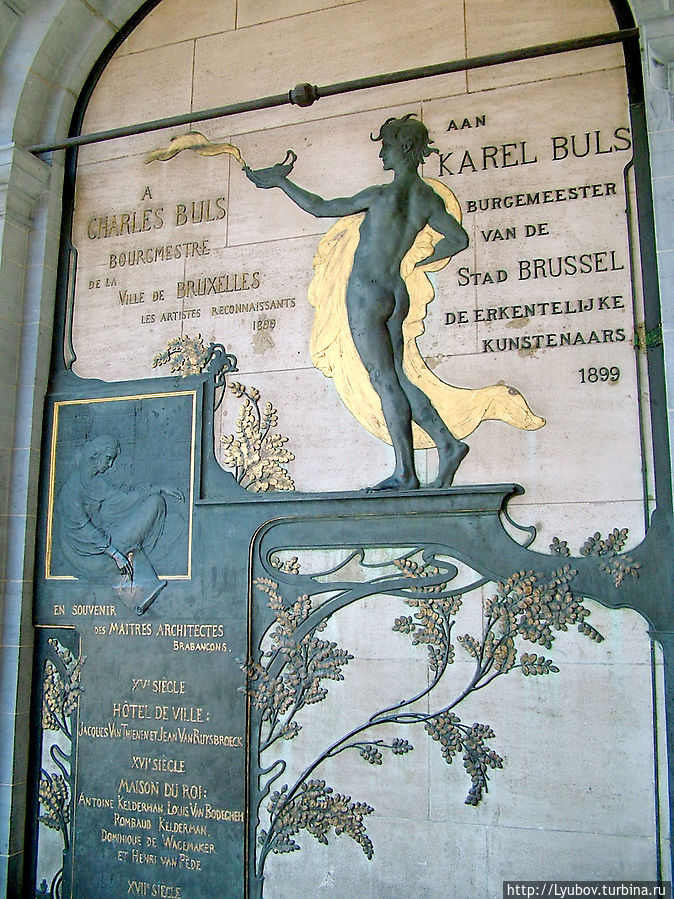 A
CHARLES BULS
BOURGMESTRE
DE LA
VILLE DE BRUXELLES
LES ARTISTES RECONNAISSANTS
1899
AAN
KAREL BULS
BURGEMEESTER
VAN DE
STAD BRUSSEL
DE ERKENTELIJKE
KUNSTENAARS
1899
EN SOUVENIR
DES MAITRES ARCHITECTES
BRABANCONS.
XVE SIÈCLE
HÔTEL DE VILLE:
JACQUES VAN THIENEN ET JEAN VAN RUYSBROECK
XVIE SIÈCLE
MAISON DU ROI:
ANTOINE KELDERMAN, LOUIS VAN BODEGHEM
ROMBAUD KELDERMAN,
DOMINIQUE DE WAGEMAKER
ET HENRI VAN PÈDE
XVIIE SIÈCLE
http://Lyubov.turbina.ru